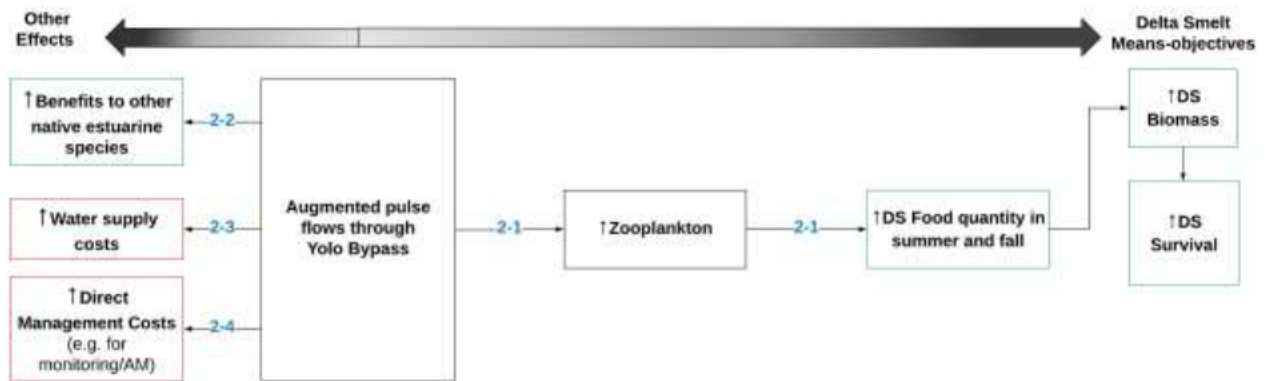 Other
Effects
Delta Smelt
Means-objectives
↑Benefits to other
native estuarine
species
2-2
↑Water supply
costs
2-3
↑Direct
Management Costs
(e.g. for
monitoring/AM)
2-4
Augmented pulse
flows through
Yolo Bypass
2-1
↑Zooplankton
2-1
↑DS Food quantity in
summer and fall
↑DS
Biomass
↑DS
Survival